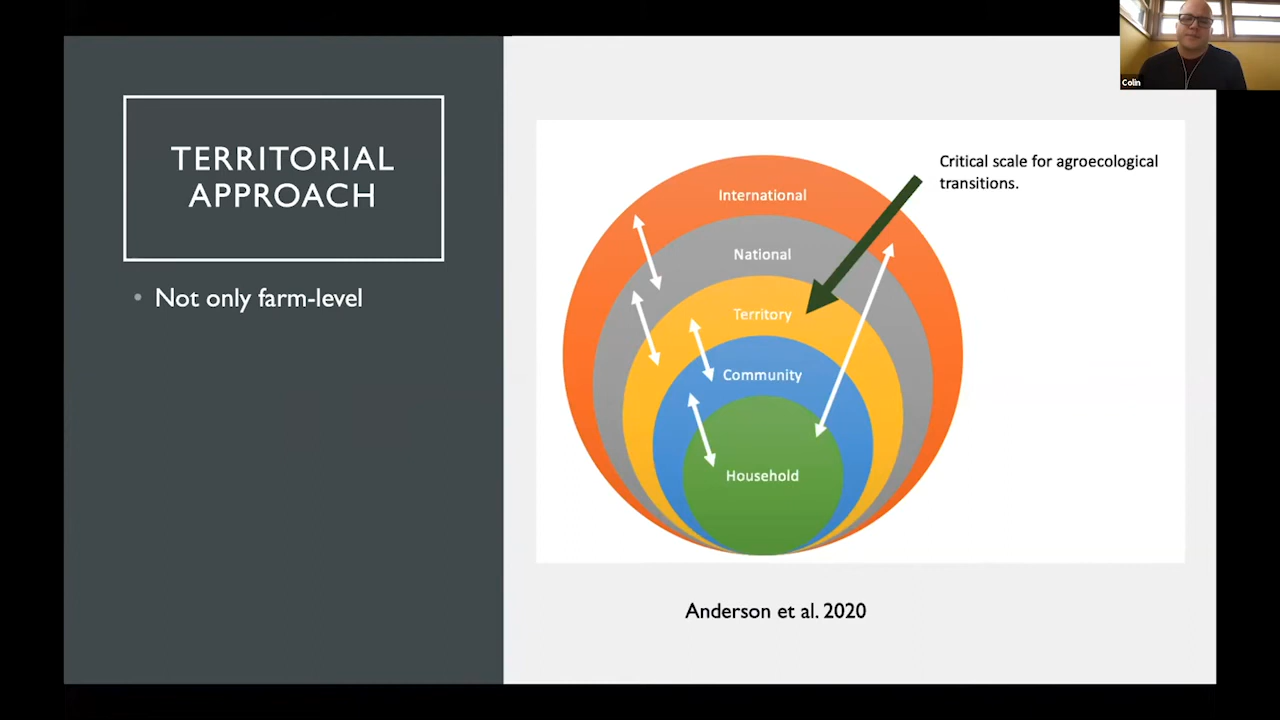 TERRITORIAL
APPROACH
• Not only farm-level
Critical scale for agroecological
transitions.
International
National
Territory
Community
Household
Anderson et al. 2020
Colin